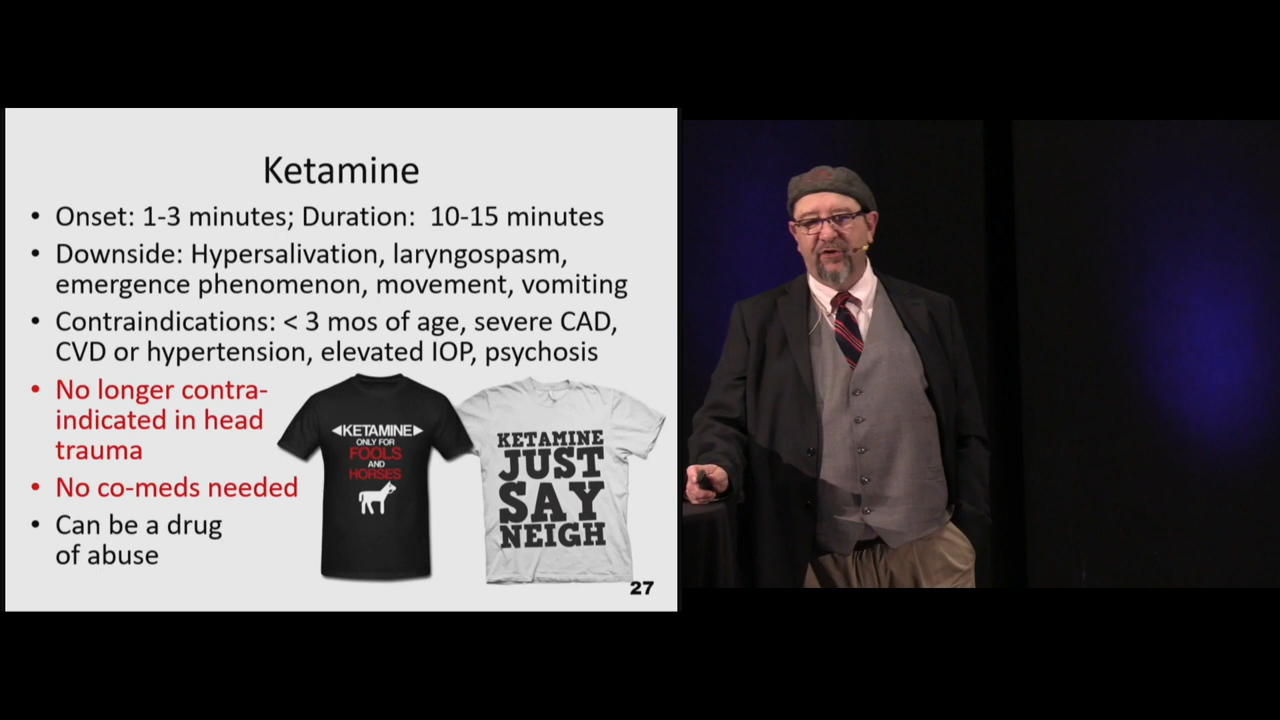 Ketamine
• Onset: 1-3 minutes; Duration: 10-15 minutes
• Downside: Hypersalivation, laryngospasm,
emergence phenomenon, movement, vomiting
• Contraindications: < 3 mos of age, severe CAD,
CVD or hypertension, elevated IOP, psychosis
• No longer contra-
indicated in head
trauma
• No co-meds needed
• Can be a drug
of abuse
KETAMINE
ONLY FOR
FOOLS
AND
HORSES
KETAMINE
JUST
SAY
NEIGH
27